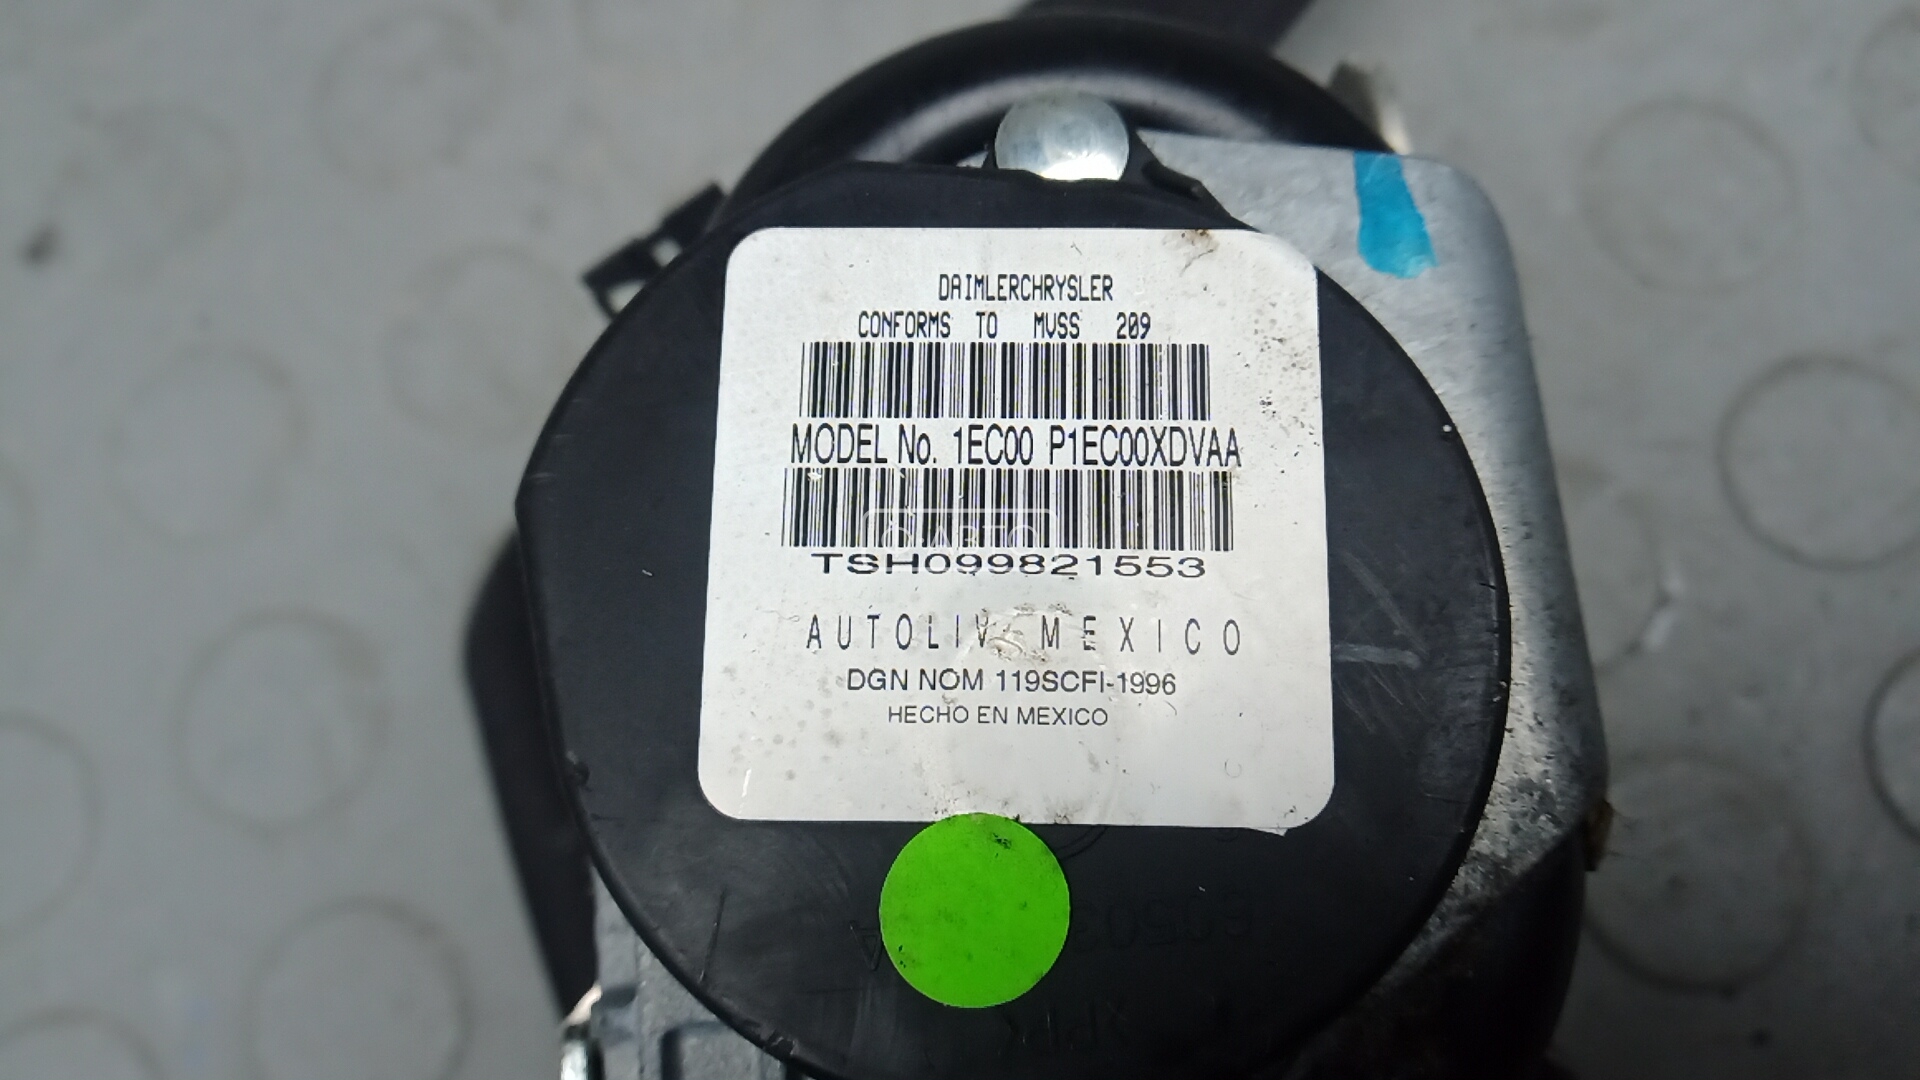 DAIMLERCHRYSLER
CONFORMS TO MVSS 209
MODEL No. 1EC00 P1EC00XDVAA
TSH099821553
AUTOLIV MEXICO
DGN NOM 119SCFI-1996
HECHO EN MEXICO